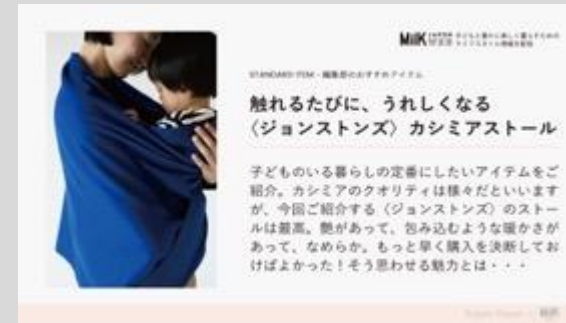 MilK JAPON WEB
STANDARD ITEM - 編集部のおすすめアイテム
触れるたびに、うれしくなる
〈ジョンストンズ〉カシミアストール
子どものいる暮らしの定番にしたいアイテムをご
紹介。カシミアのクオリティは様々だといいます
が、今回ご紹介する〈ジョンストンズ〉のストー
ルは最高。艶があって、包み込むような暖かさが
あって、なめらか。もっと早く購入を決断してお
けばよかった！そう思わせる魅力とは・・・